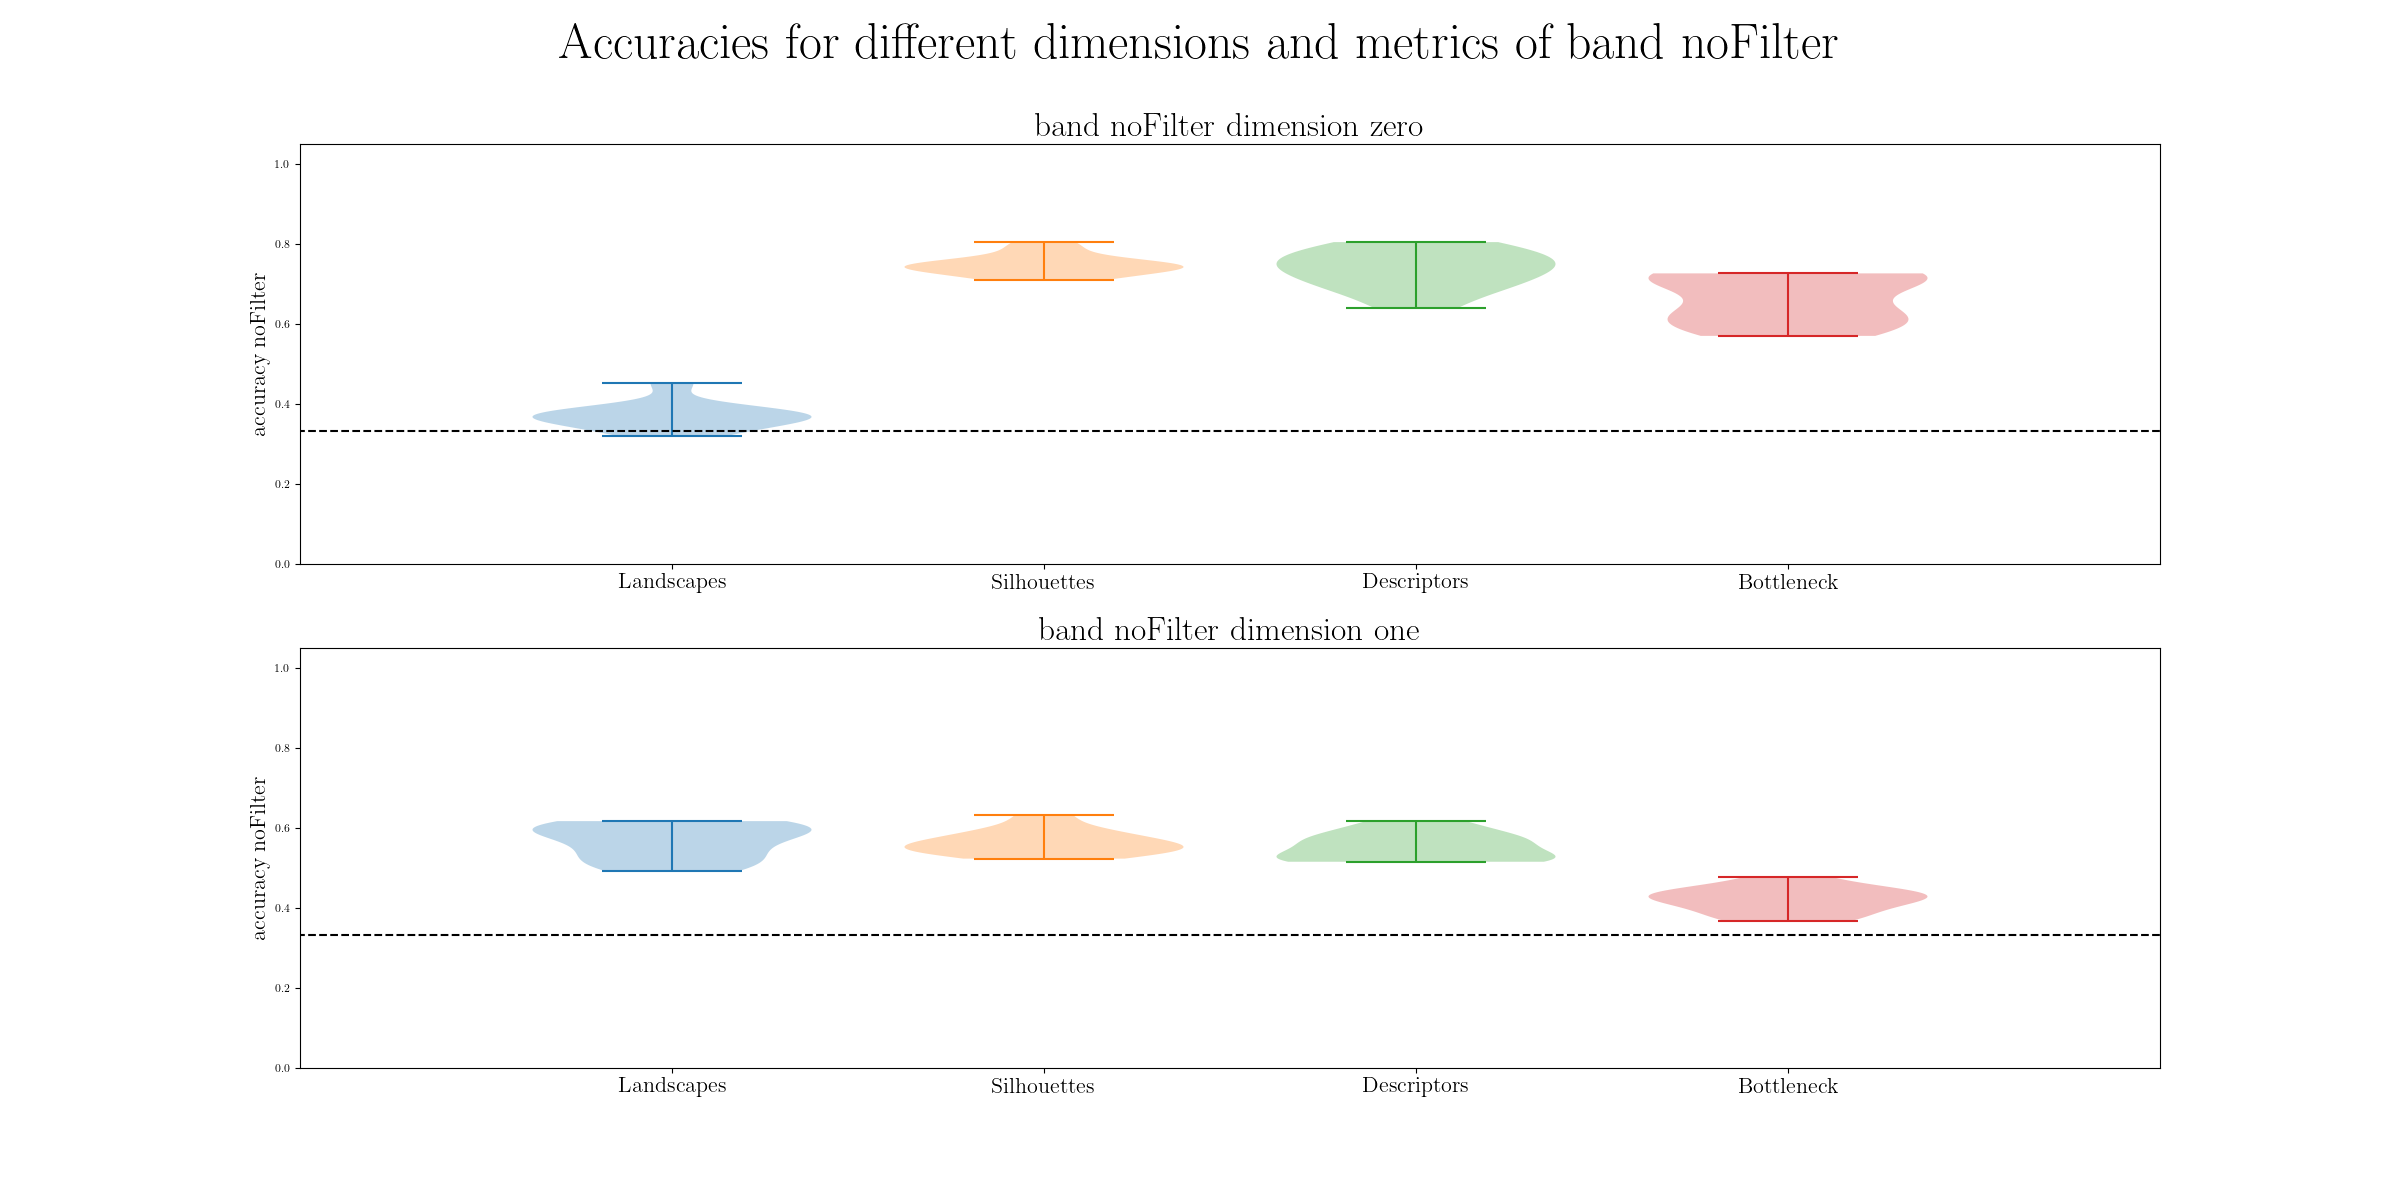 Accuracies for different dimensions and metrics of band noFilter
band noFilter dimension zero
accuracy noFilter
1.0
0.8
0.6
0.4
0.2
0.0
Landscapes Silhouettes Descriptors Bottleneck
band noFilter dimension one
accuracy noFilter
1.0
0.8
0.6
0.4
0.2
0.0
Landscapes Silhouettes Descriptors Bottleneck